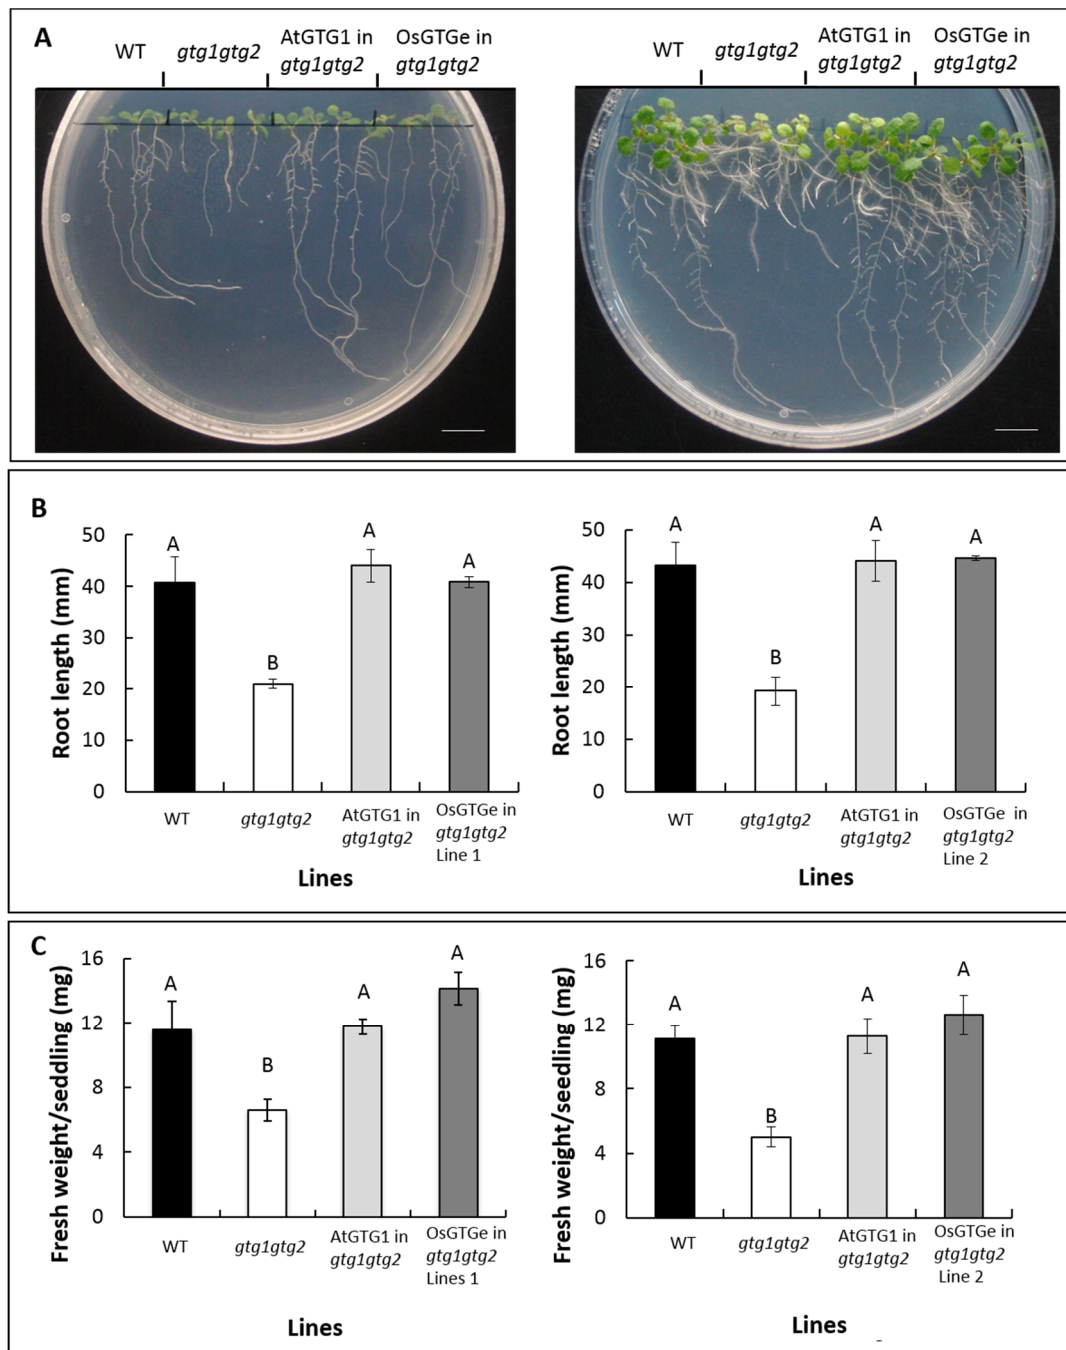 A
WT
gtg1gtg2
AtGTG1 in
gtg1gtg2
OsGTGe in
gtg1gtg2
WT
gtg1gtg2
AtGTG1 in
gtg1gtg2
OsGTGe in
gtg1gtg2
B
Root length (mm)
50
40
30
20
10
0
A
B
A
A
WT
gtg1gtg2
AtGTG1 in
gtg1gtg2
OsGTGe in
gtg1gtg2
Line 1
Lines
Root length (mm)
50
40
30
20
10
0
A
B
A
A
WT
gtg1gtg2
AtGTG1 in
gtg1gtg2
OsGTGe in
gtg1gtg2
Line 2
Lines
C
Fresh weight/seddling (mg)
16
12
8
4
0
A
B
A
A
WT
gtg1gtg2
AtGTG1 in
gtg1gtg2
OsGTGe in
gtg1gtg2
Lines 1
Lines
Fresh weight/seedling (mg)
16
12
8
4
0
A
B
A
A
WT
gtg1gtg2
AtGTG1 in
gtg1gtg2
OsGTGe in
gtg1gtg2
Line 2
Lines